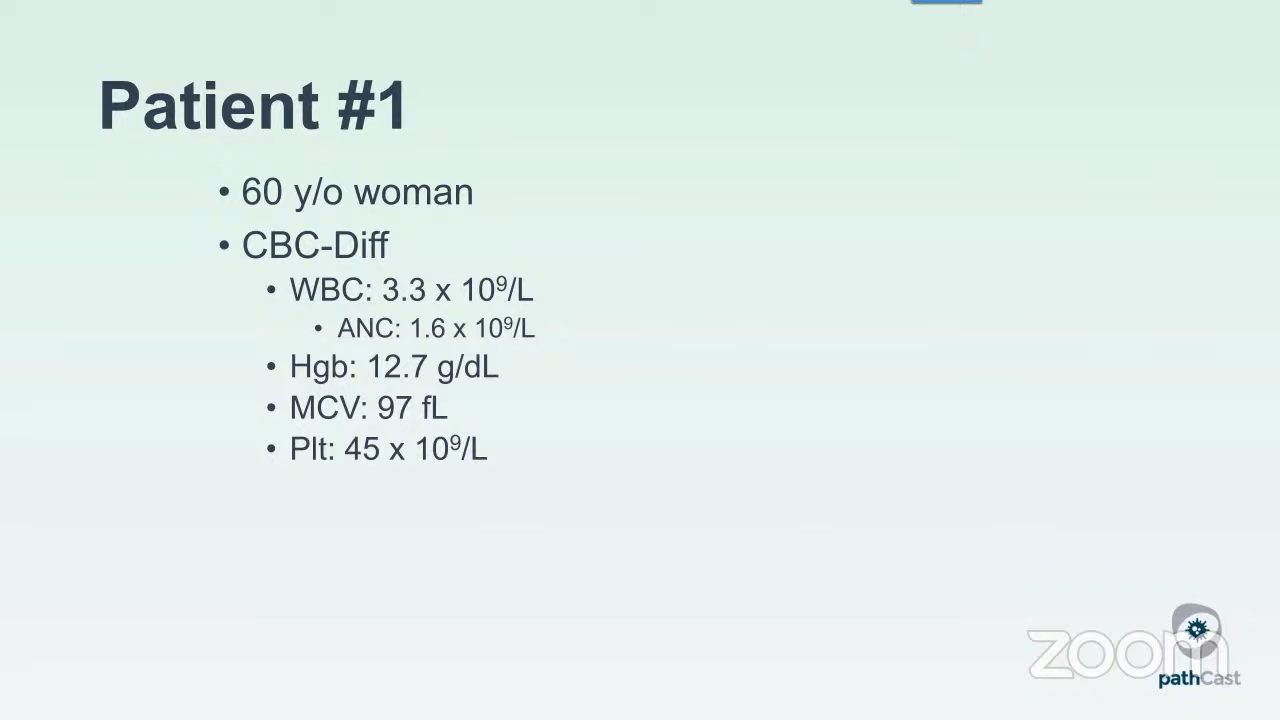 Patient #1
• 60 y/o woman
• CBC-Diff
• WBC: 3.3 x 10⁹/L
• ANC: 1.6 x 10⁹/L
• Hgb: 12.7 g/dL
• MCV: 97 fL
• Plt: 45 x 10⁹/L
zoom
pathCast